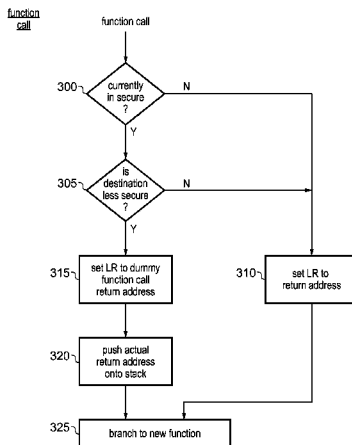 function
call
function call
300
currently
in secure
?
N
Y
305
is
destination
less secure
?
N
Y
315
set LR to dummy
function call
return address
310
set LR to
return address
320
push actual
return address
onto stack
325
branch to new function